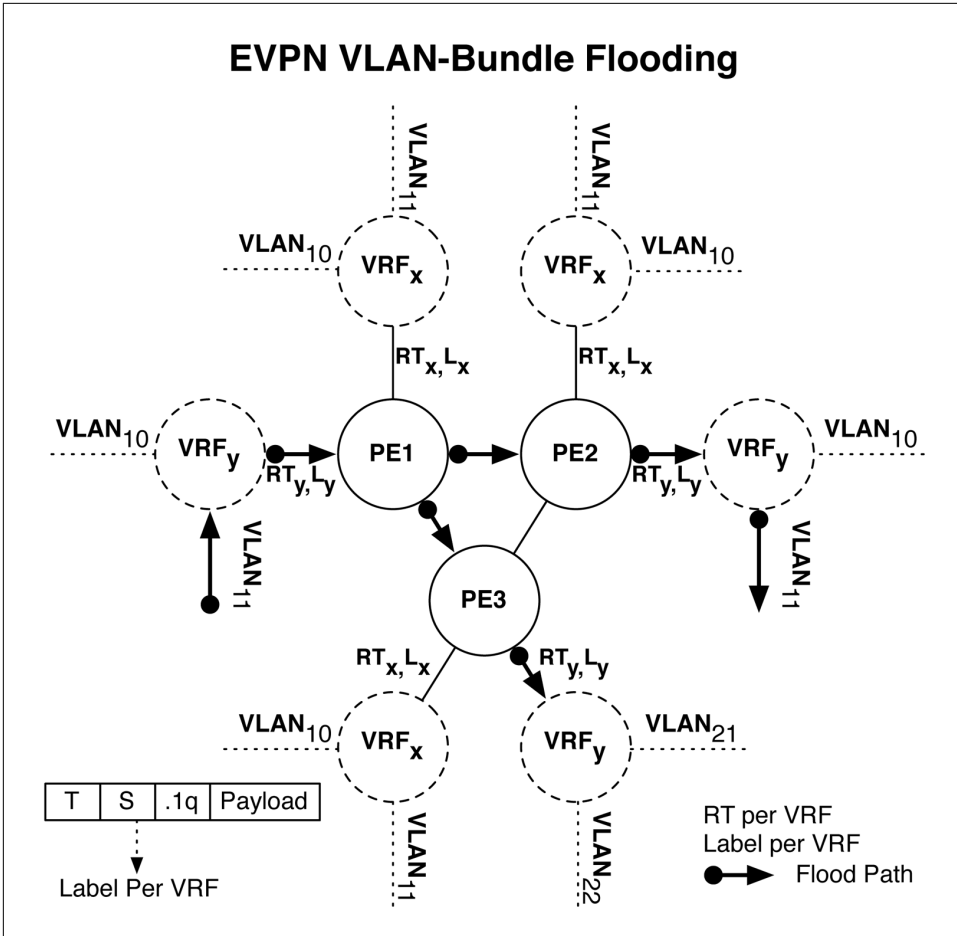 EVPN VLAN-Bundle Flooding
VLAN11
VLAN11
VLAN10
VRFx
VRFx
VLAN10
RTx,Lx
RTx,Lx
VLAN10
VRFy
RTy,Ly
PE1
PE2
RTy,Ly
VRFy
VLAN10
VLAN11
VLAN11
PE3
RTx,Lx
RTy,Ly
VLAN10
VRFx
VRFy
VLAN21
T S .1q Payload
Label Per VRF
VLAN11
VLAN22
RT per VRF
Label per VRF
Flood Path